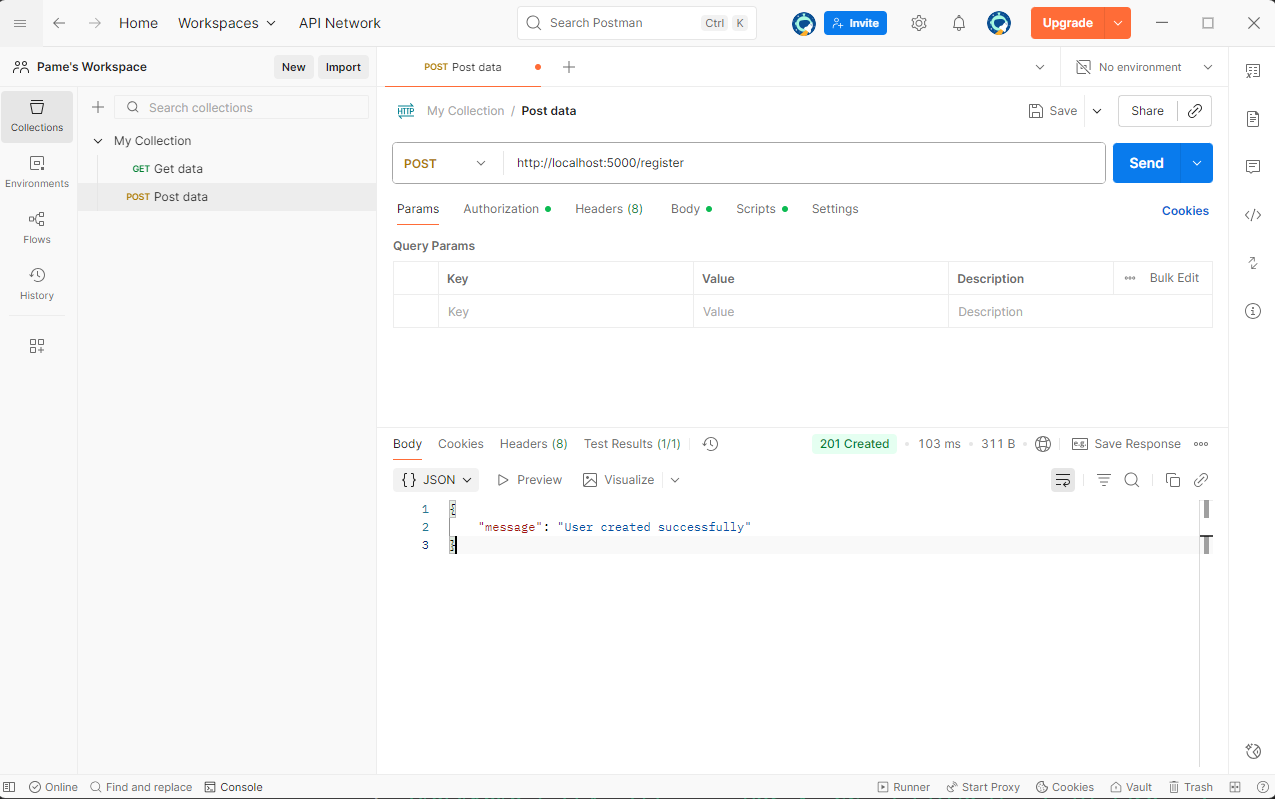 Home Workspaces API Network Search Postman Ctrl K Invite Upgrade
Pame's Workspace New Import POST Post data No environment
Collections
Search collections
My Collection / Post data Save Share
My Collection
GET Get data
POST Post data
Environments
Flows
History
POST http://localhost:5000/register Send
Params Authorization Headers (8) Body Scripts Settings Cookies
Query Params
Key Value Description Bulk Edit
Key Value Description
Body Cookies Headers (8) Test Results (1/1) 201 Created 103 ms 311 B e.g. Save Response
{} JSON Preview Visualize
1 {
2 "message": "User created successfully"
3 }
Online Find and replace Console Runner Start Proxy Cookies Vault Trash